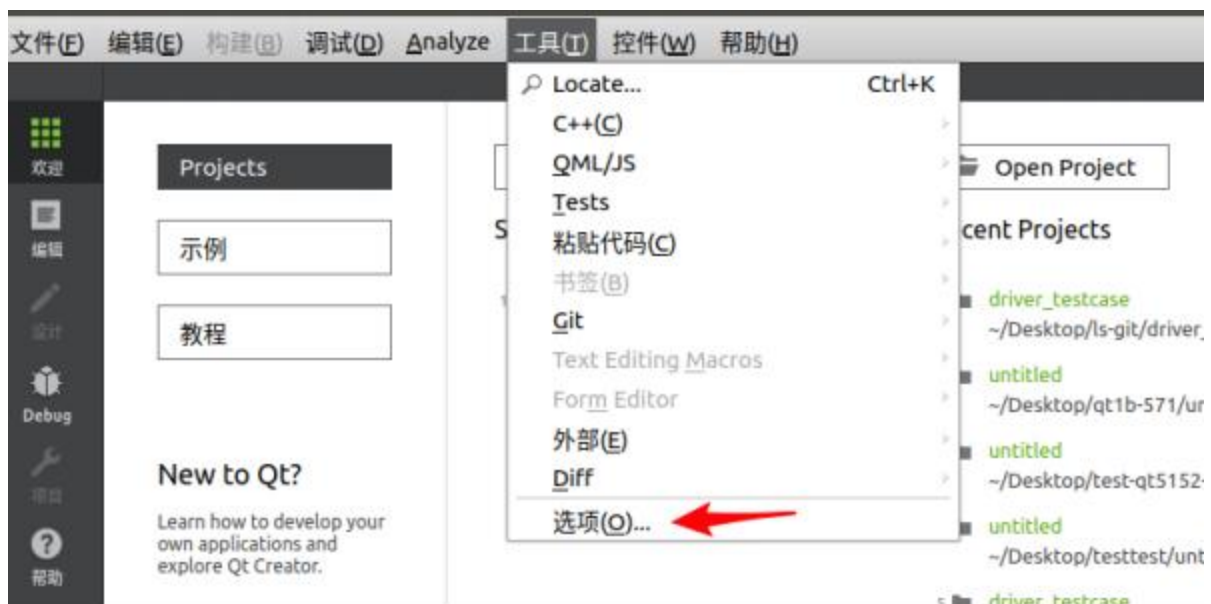 文件(F) 编辑(E) 构建(B) 调试(D) Analyze 工具(T) 控件(W) 帮助(H)
Locate... Ctrl+K
C++(C)
QML/JS
Tests
粘贴代码(C)
书签(B)
Git
Text Editing Macros
Form Editor
外部(E)
Diff
选项(O)...
欢迎
编辑
设计
Debug
项目
帮助
Projects
示例
教程
New to Qt?
Learn how to develop your
own applications and
explore Qt Creator.
Open Project
cent Projects
driver_testcase
~/Desktop/ls-git/driver_
untitled
~/Desktop/qt1b-571/un
untitled
~/Desktop/test-qt5152-
untitled
~/Desktop/testtest/unt
5 driver_testcase